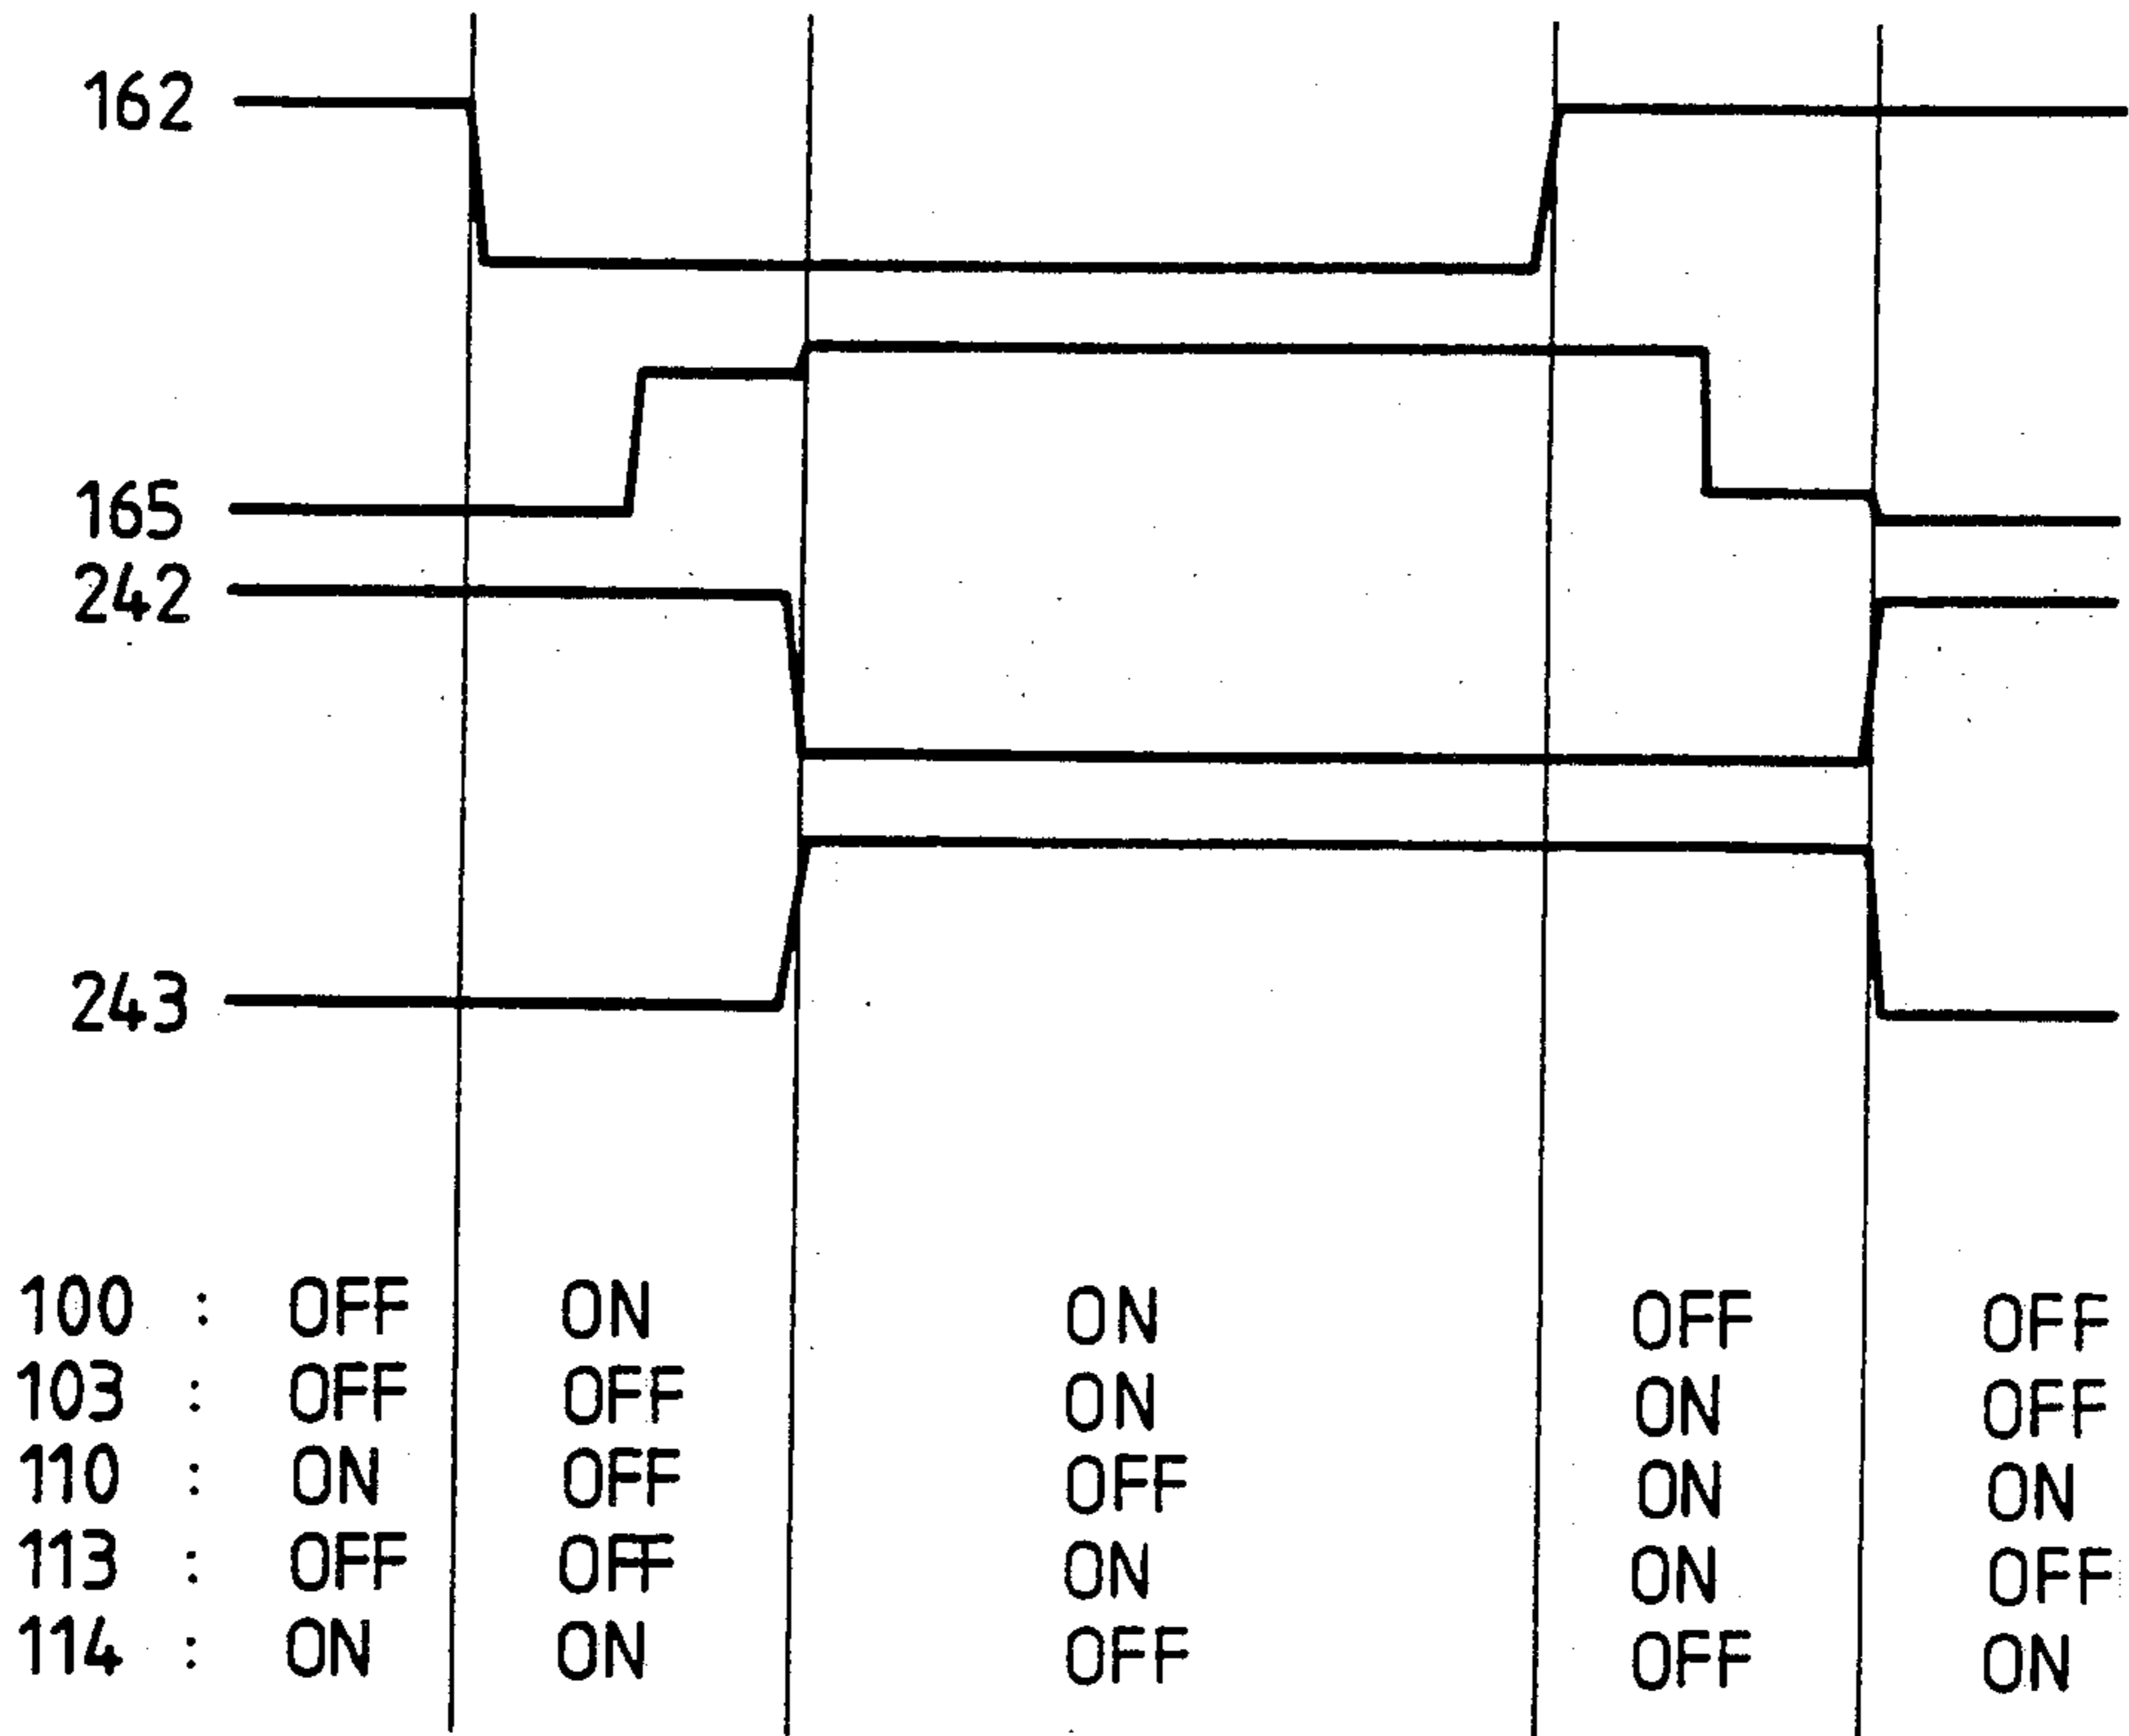 162
165
242
243
100 : OFF ON ON OFF OFF
103 : OFF OFF ON ON OFF
110 : ON OFF OFF ON ON
113 : OFF OFF ON ON OFF
114 : ON ON OFF OFF ON